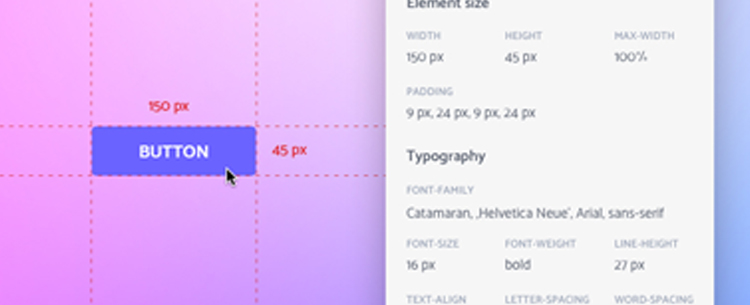 150 px
BUTTON
45 px
Element size
WIDTH HEIGHT MAX-WIDTH
150 px 45 px 100%
PADDING
9 px, 24 px, 9 px, 24 px
Typography
FONT-FAMILY
Catamaran, ‚Helvetica Neue', Arial, sans-serif
FONT-SIZE FONT-WEIGHT LINE-HEIGHT
16 px bold 27 px
TEXT-ALIGN LETTER-SPACING WORD-SPACING